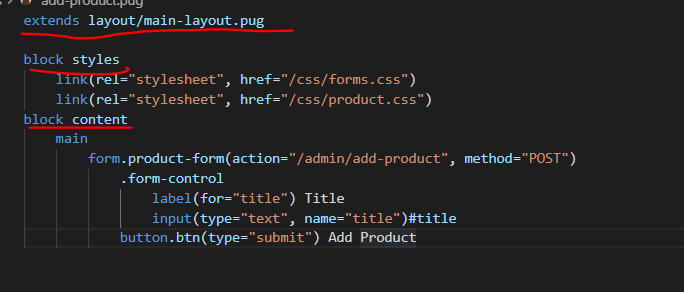 add-product.pug
extends layout/main-layout.pug
block styles
link(rel="stylesheet", href="/css/forms.css")
link(rel="stylesheet", href="/css/product.css")
block content
main
form.product-form(action="/admin/add-product", method="POST")
.form-control
label(for="title") Title
input(type="text", name="title")#title
button.btn(type="submit") Add Product